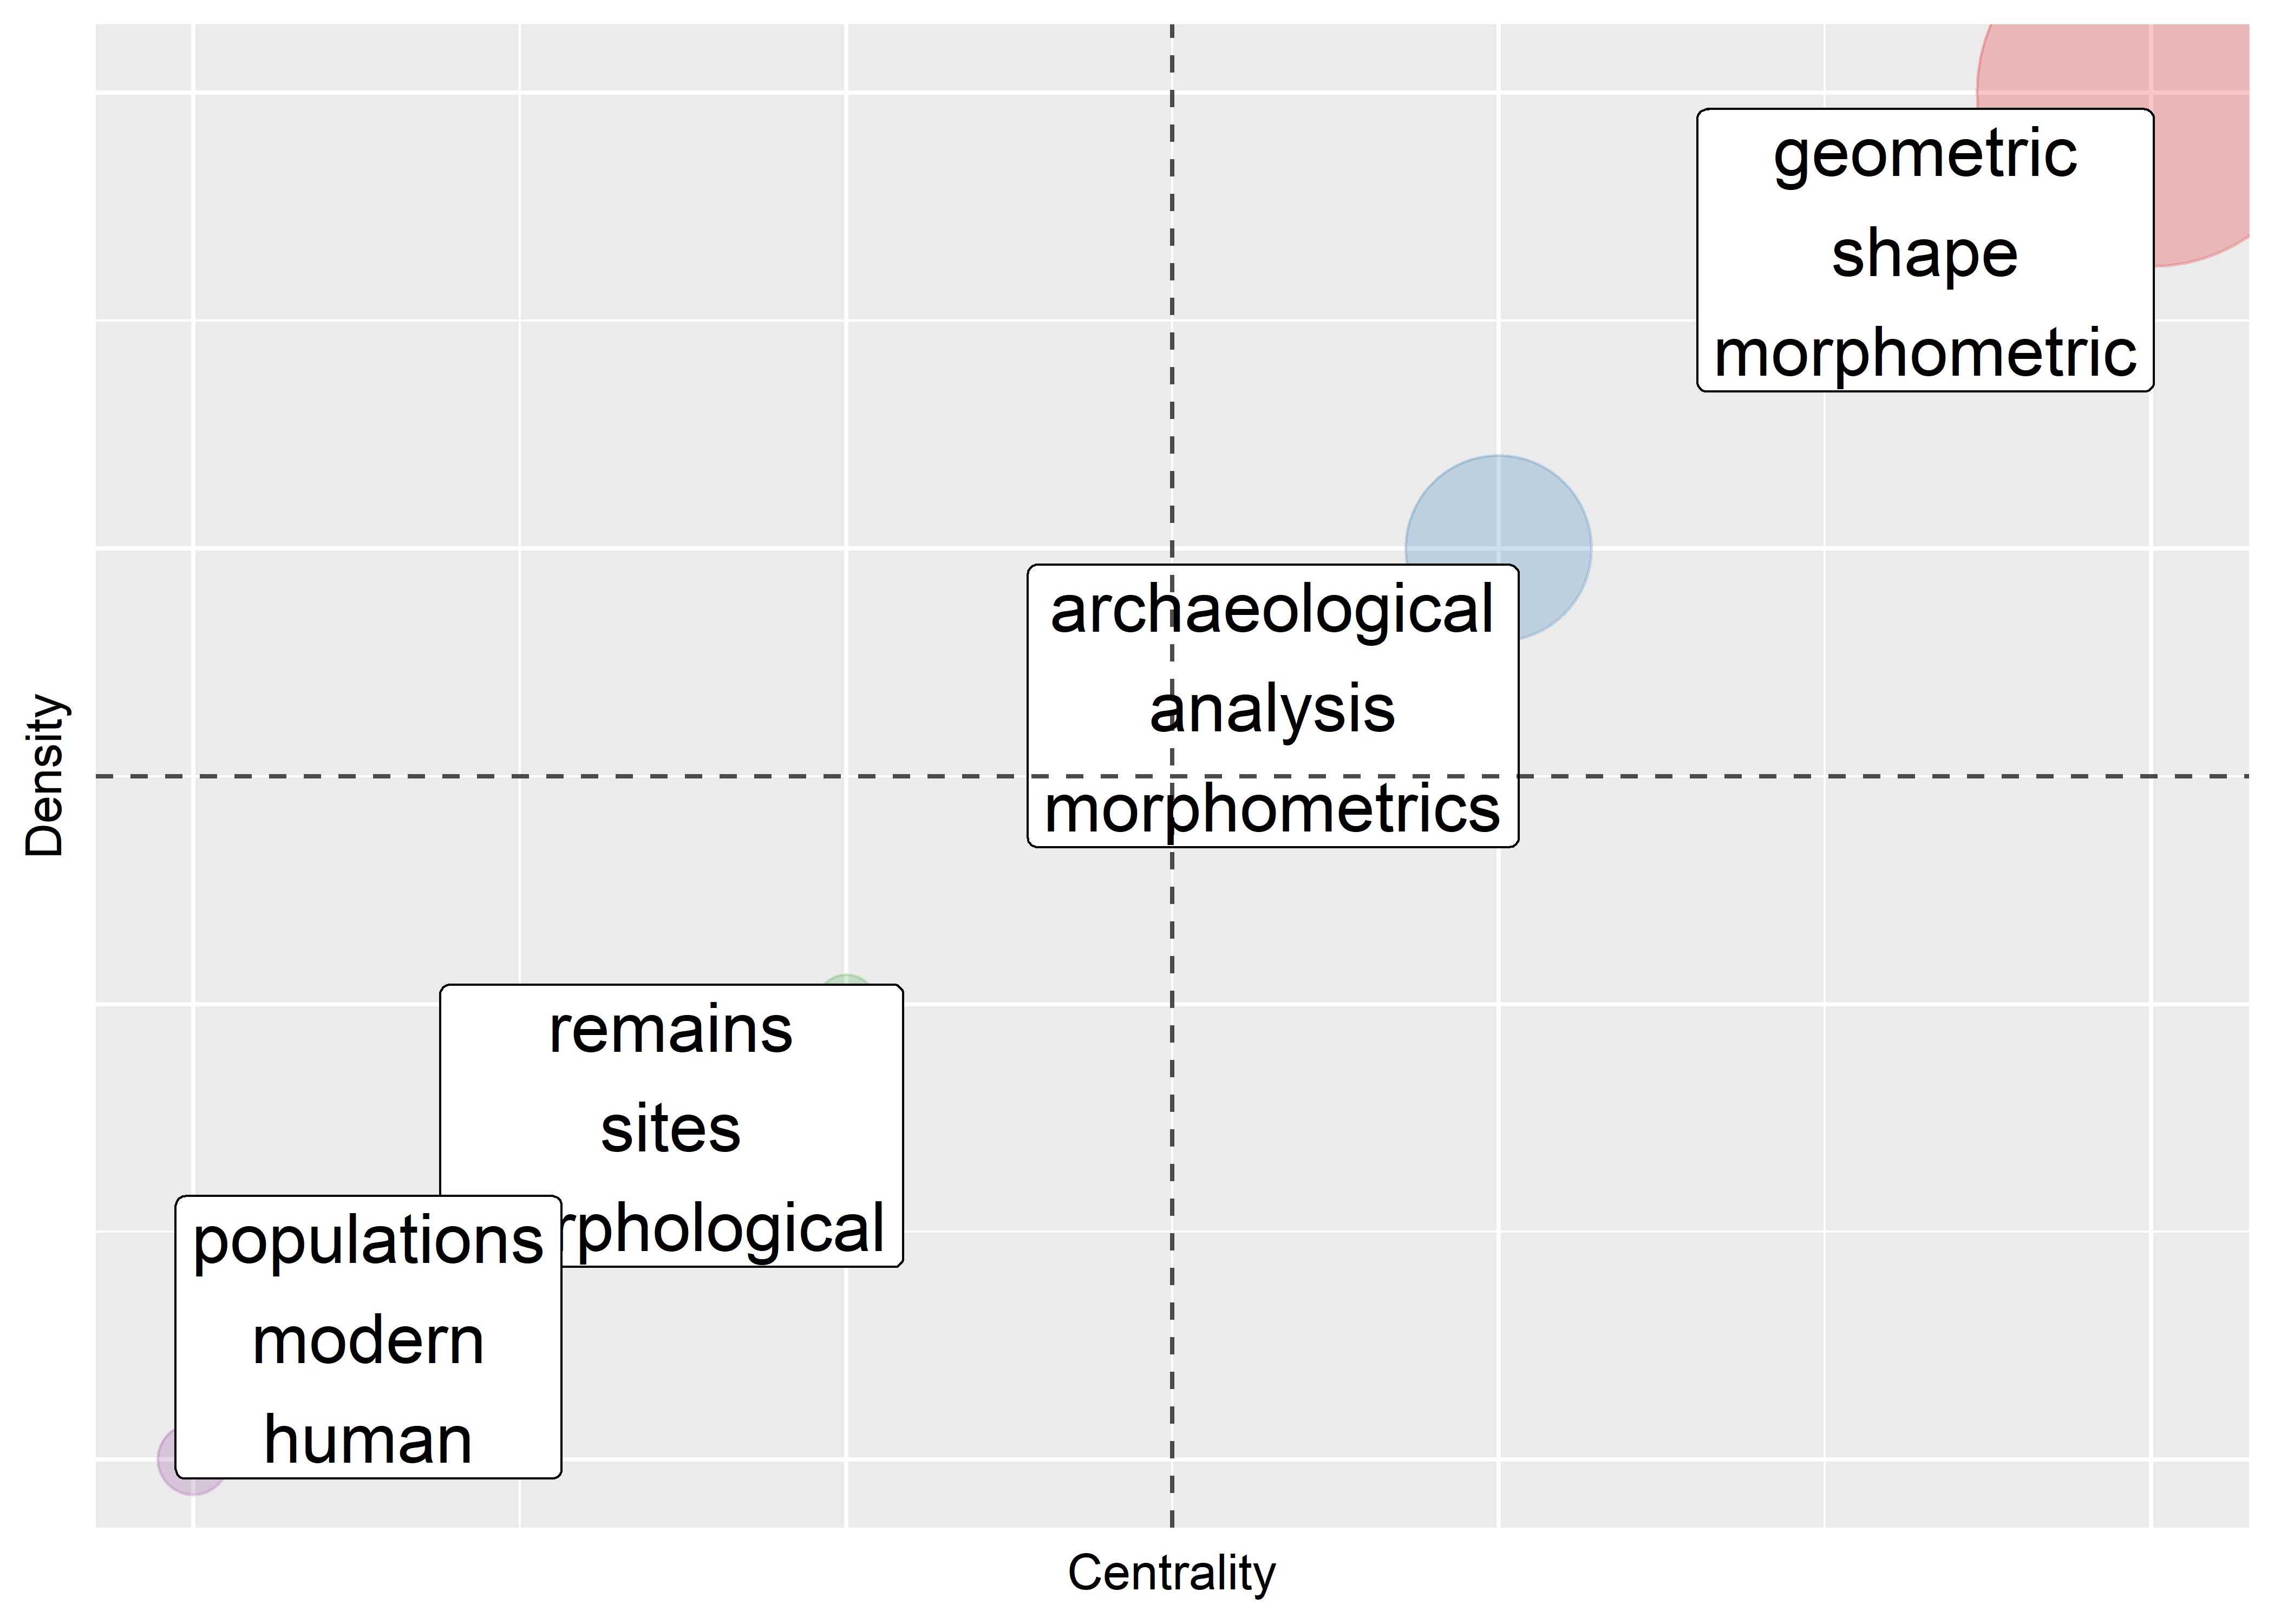 geometric
shape
morphometric
archaeological
analysis
morphometrics
remains
sites
rphological
populations
modern
human
Density
Centrality